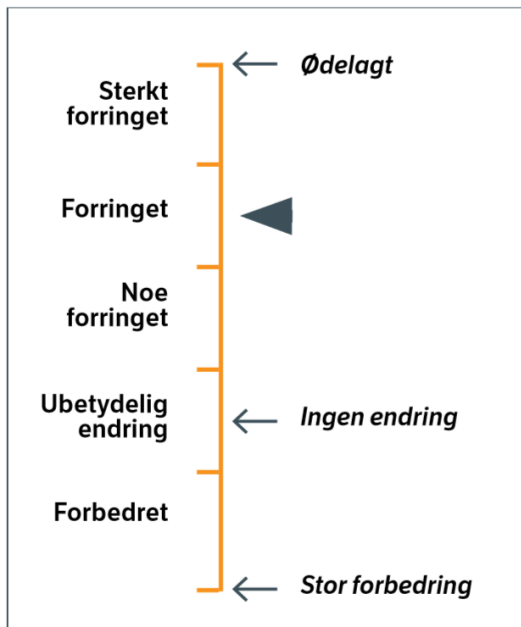 Ødelagt
Sterkt
forringet
Forringet
Noe
forringet
Ubetydelig
endring
Ingen endring
Forbedret
Stor forbedring